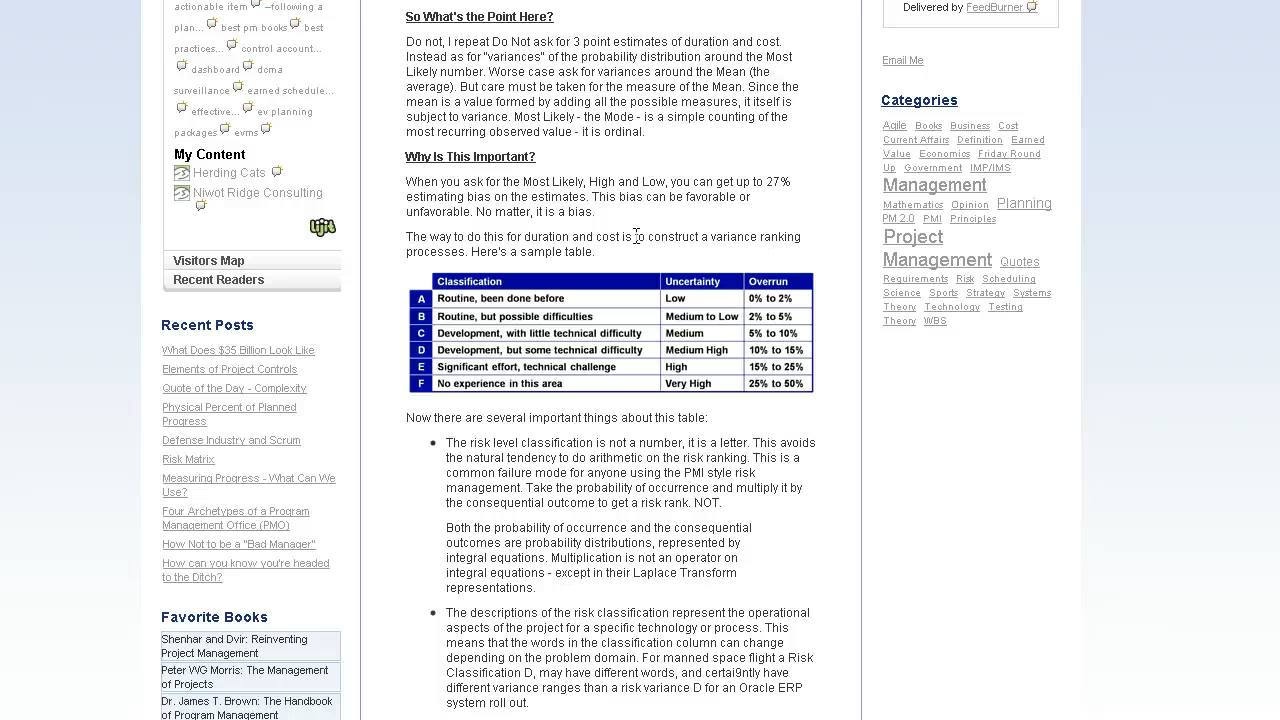 actionable item –following a
plan... best pm books best
practices... control account...
dashboard dcma
surveillance earned schedule...
effective... ev planning
packages evms
My Content
Herding Cats
Niwot Ridge Consulting
Visitors Map
Recent Readers
Recent Posts
What Does $35 Billion Look Like
Elements of Project Controls
Quote of the Day - Complexity
Physical Percent of Planned
Progress
Defense Industry and Scrum
Risk Matrix
Measuring Progress - What Can We
Use?
Four Archetypes of a Program
Management Office (PMO)
How Not to be a "Bad Manager"
How can you know you're headed
to the Ditch?
Favorite Books
Shenhar and Dvir: Reinventing
Project Management
Peter WG Morris: The Management
of Projects
Dr. James T. Brown: The Handbook
of Program Management
So What's the Point Here?
Do not, I repeat Do Not ask for 3 point estimates of duration and cost.
Instead as for "variances" of the probability distribution around the Most
Likely number. Worse case ask for variances around the Mean (the
average). But care must be taken for the measure of the Mean. Since the
mean is a value formed by adding all the possible measures, it itself is
subject to variance. Most Likely - the Mode - is a simple counting of the
most recurring observed value - it is ordinal.
Why Is This Important?
When you ask for the Most Likely, High and Low, you can get up to 27%
estimating bias on the estimates. This bias can be favorable or
unfavorable. No matter, it is a bias.
The way to do this for duration and cost is to construct a variance ranking
processes. Here's a sample table.
Classification Uncertainty Overrun
A Routine, been done before Low 0% to 2%
B Routine, but possible difficulties Medium to Low 2% to 5%
C Development, with little technical difficulty Medium 5% to 10%
D Development, but some technical difficulty Medium High 10% to 15%
E Significant effort, technical challenge High 15% to 25%
F No experience in this area Very High 25% to 50%
Now there are several important things about this table:
The risk level classification is not a number, it is a letter. This avoids
the natural tendency to do arithmetic on the risk ranking. This is a
common failure mode for anyone using the PMI style risk
management. Take the probability of occurrence and multiply it by
the consequential outcome to get a risk rank. NOT.
Both the probability of occurrence and the consequential
outcomes are probability distributions, represented by
integral equations. Multiplication is not an operator on
integral equations - except in their Laplace Transform
representations.
The descriptions of the risk classification represent the operational
aspects of the project for a specific technology or process. This
means that the words in the classification column can change
depending on the problem domain. For manned space flight a Risk
Classification D, may have different words, and certai9ntly have
different variance ranges than a risk variance D for an Oracle ERP
system roll out.
Delivered by FeedBurner
Email Me
Categories
Agile Books Business Cost
Current Affairs Definition Earned
Value Economics Friday Round
Up Government IMP/IMS
Management
Mathematics Opinion Planning
PM 2.0 PMI Principles
Project
Management Quotes
Requirements Risk Scheduling
Science Sports Strategy Systems
Theory Technology Testing
Theory WBS